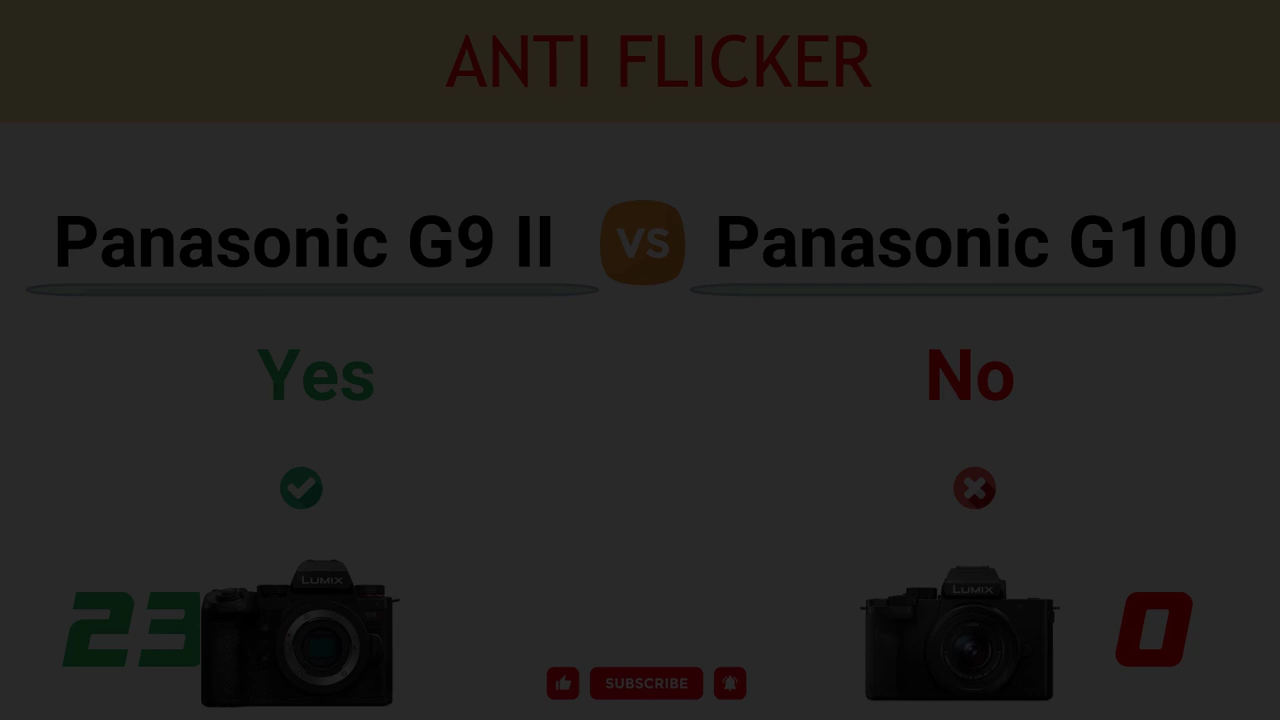 ANTI FLICKER
Panasonic G9 II
VS
Panasonic G100
Yes
No
LUMIX
LUMIX
23
0
SUBSCRIBE